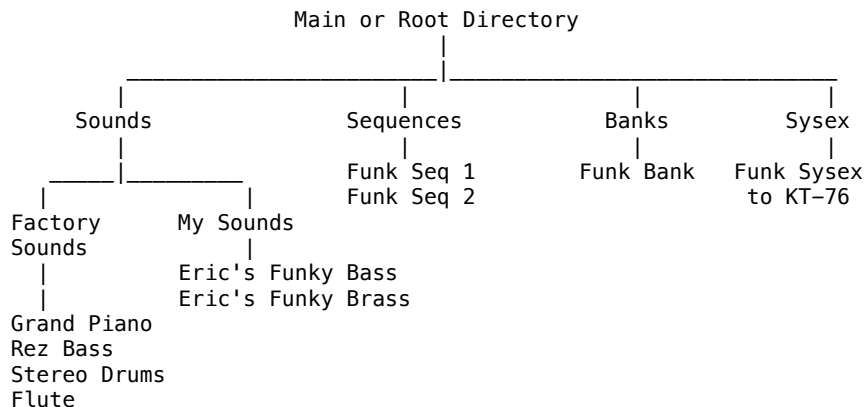 Main or Root Directory
Sounds Sequences Banks Sysex
Funk Seq 1 Funk Bank Funk Sysex
Funk Seq 2 to KT-76
Factory My Sounds
Sounds
Eric's Funky Bass
Eric's Funky Brass
Grand Piano
Rez Bass
Stereo Drums
Flute